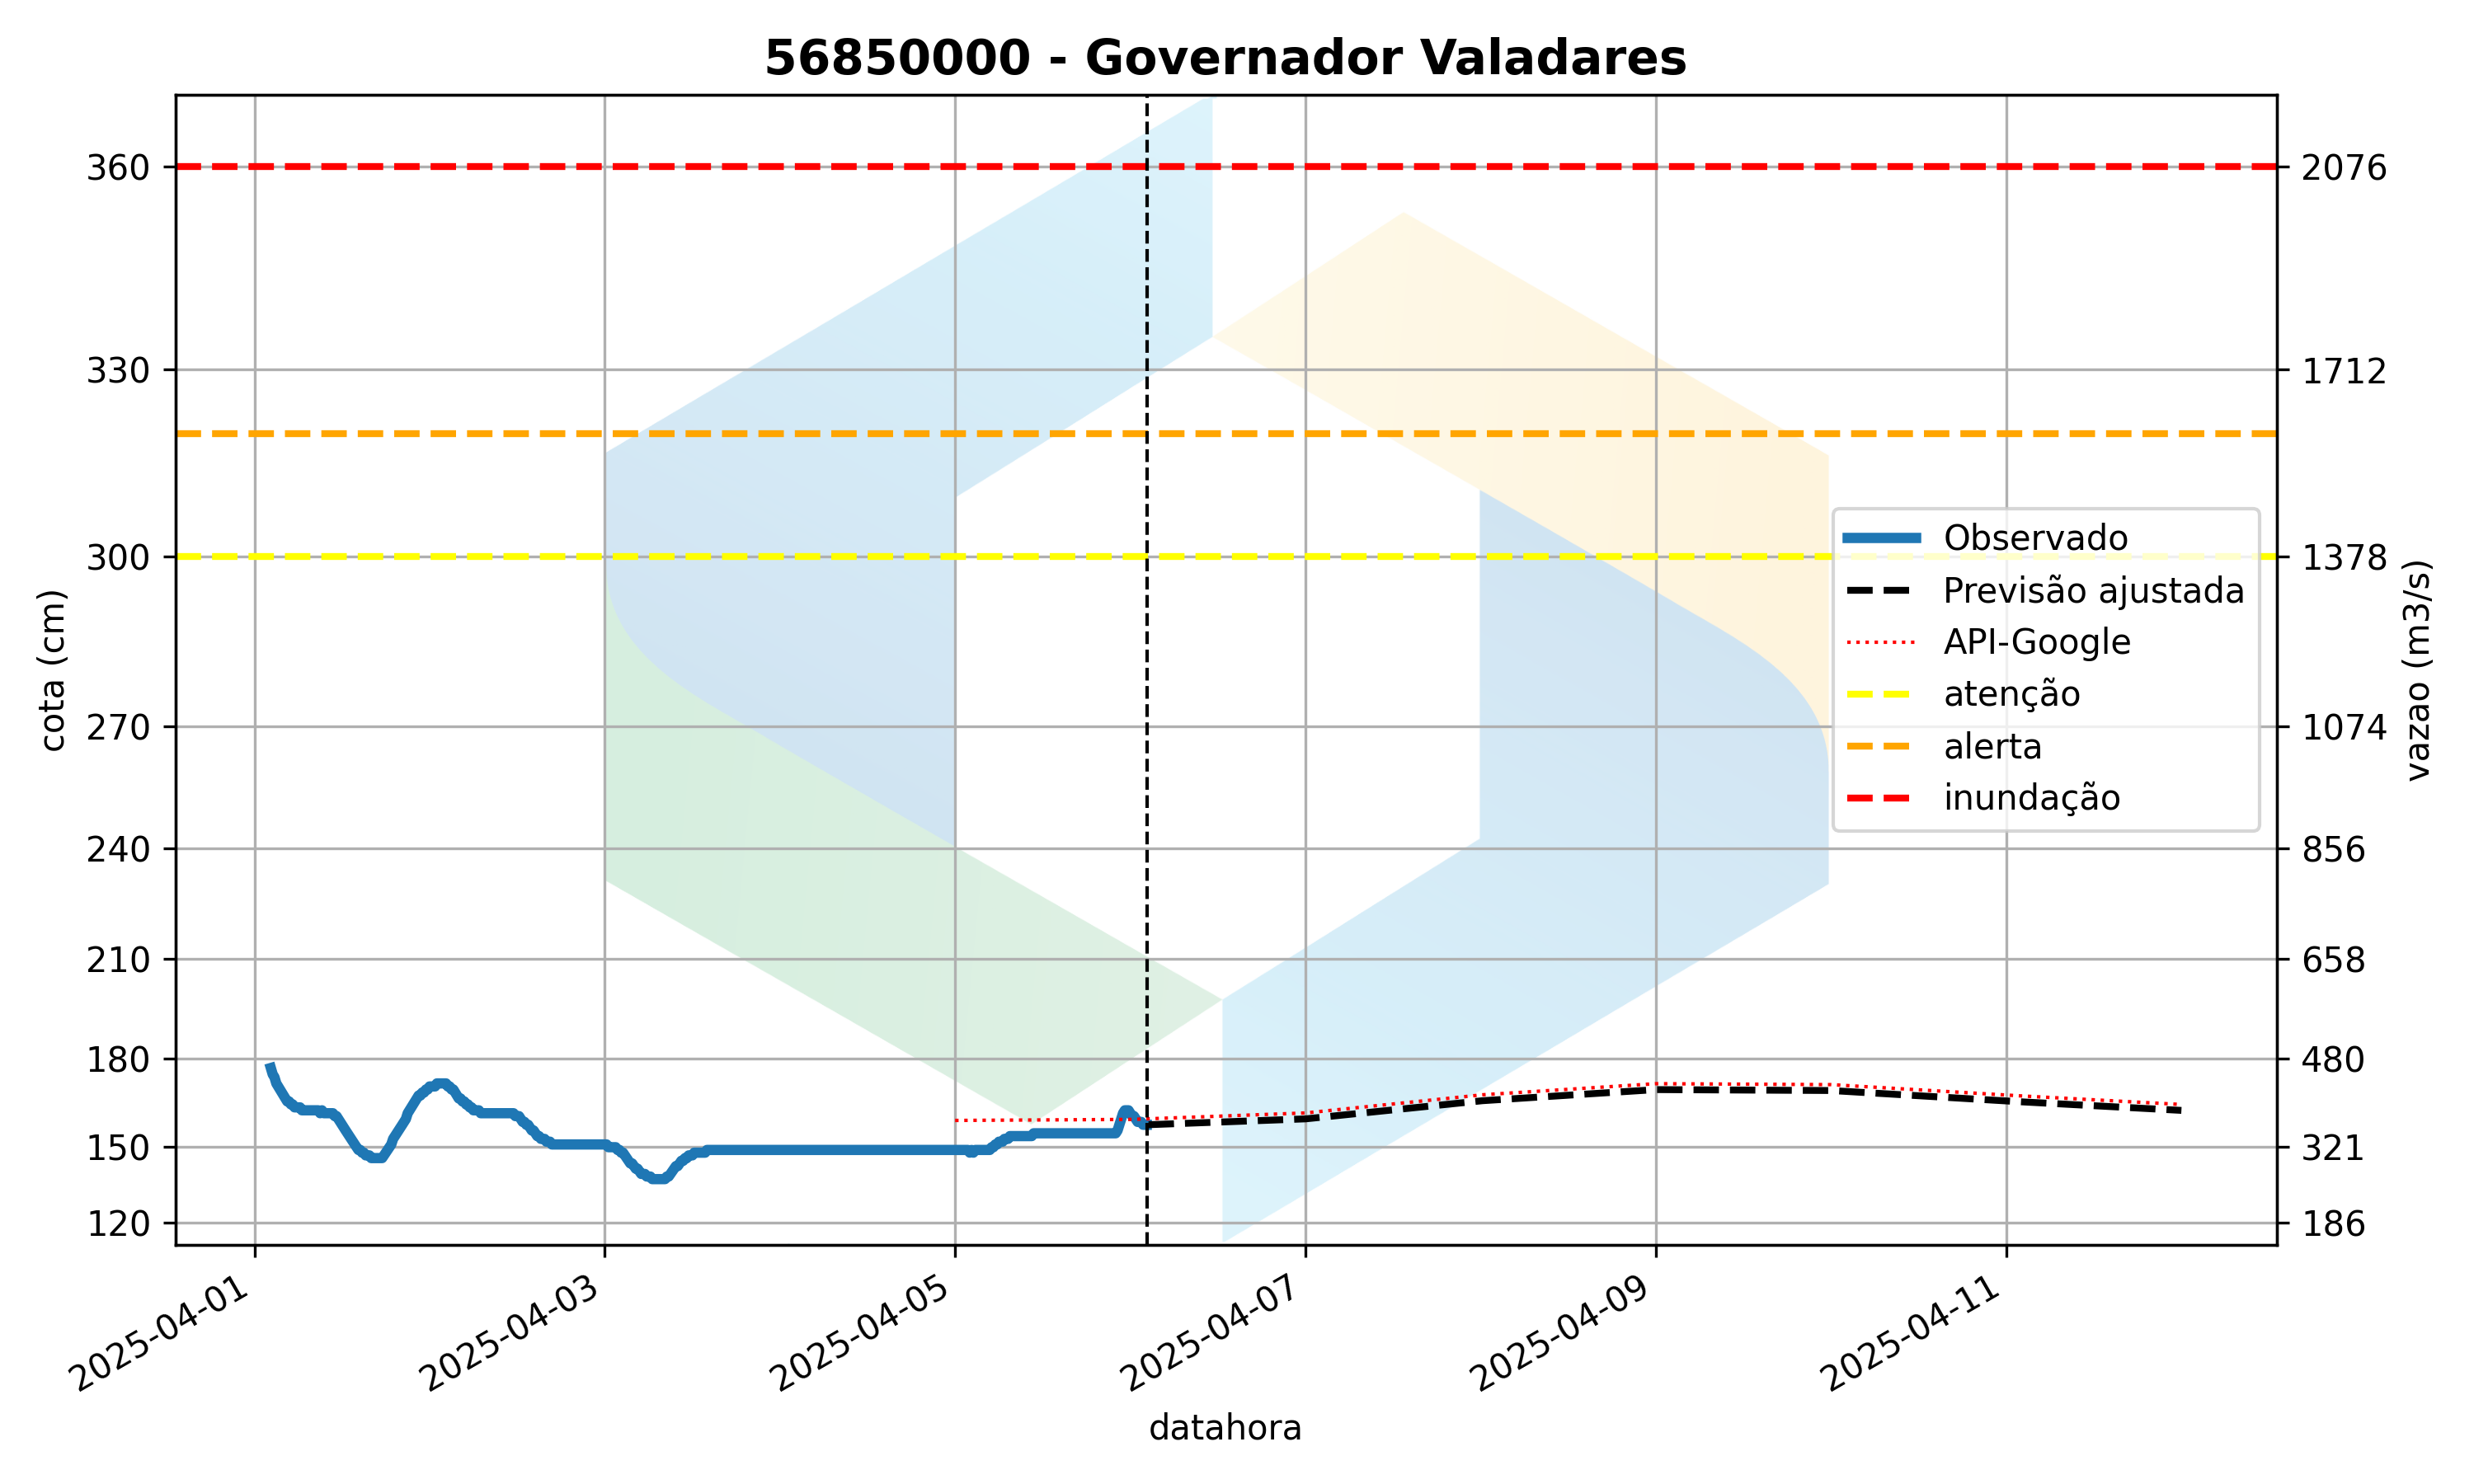 56850000 - Governador Valadares
cota (cm)
360
330
300
270
240
210
180
150
120
2076
1712
1378
1074
856
658
480
321
186
vazao (m3/s)
Observado
Previsão ajustada
API-Google
atenção
alerta
inundação
2025-04-01
2025-04-03
2025-04-05
2025-04-07
2025-04-09
2025-04-11
datahora